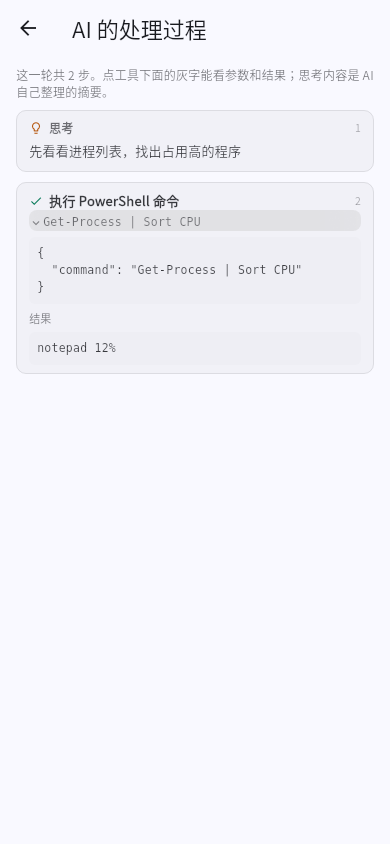 AI 的处理过程
这一轮共 2 步。点工具下面的灰字能看参数和结果；思考内容是 AI
自己整理的摘要。
思考 1
先看看进程列表，找出占用高的程序
执行 PowerShell 命令 2
Get-Process | Sort CPU
{
  "command": "Get-Process | Sort CPU"
}
结果
notepad 12%